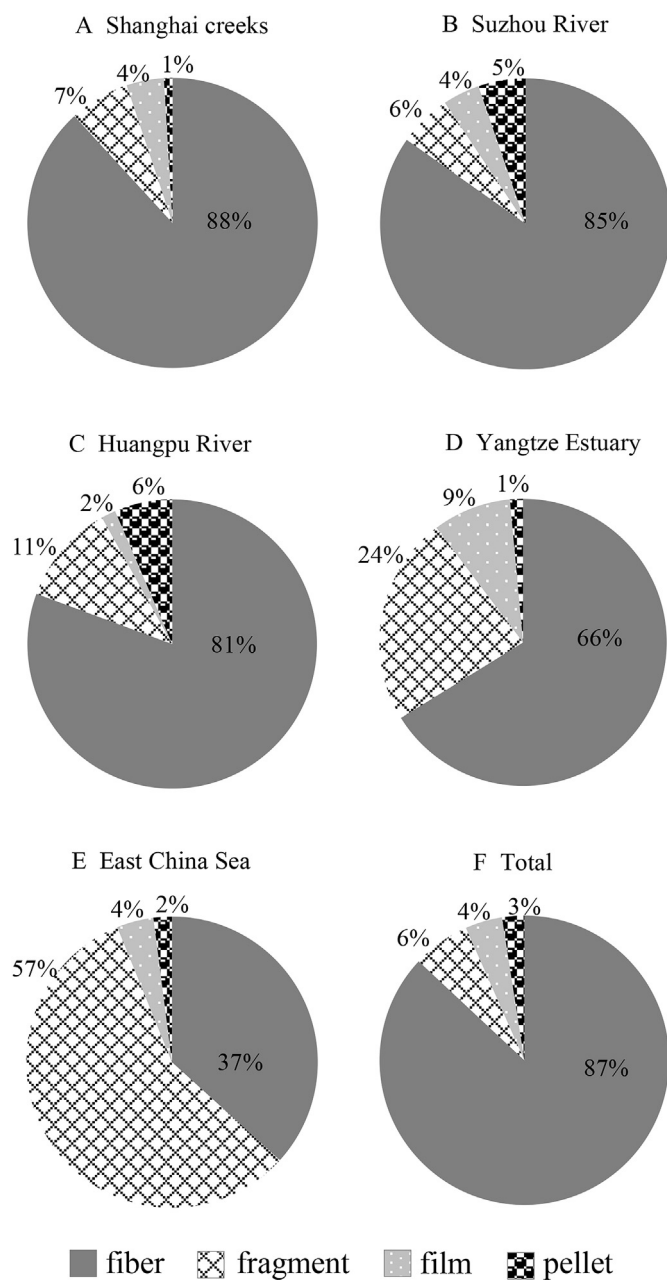 A Shanghai creeks
B Suzhou River
7% 4% 1%
88%
6% 4% 5%
85%
C Huangpu River
D Yangtze Estuary
11% 2% 6%
81%
24% 9% 1%
66%
E East China Sea
F Total
57% 4% 2%
37%
6% 4% 3%
87%
fiber fragment film pellet